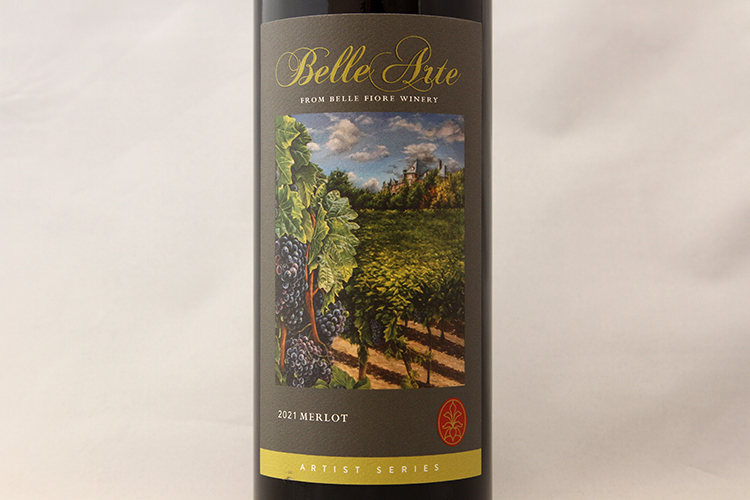 Belle Arte
FROM BELLE FIORE WINERY
2021 MERLOT
ARTIST SERIES